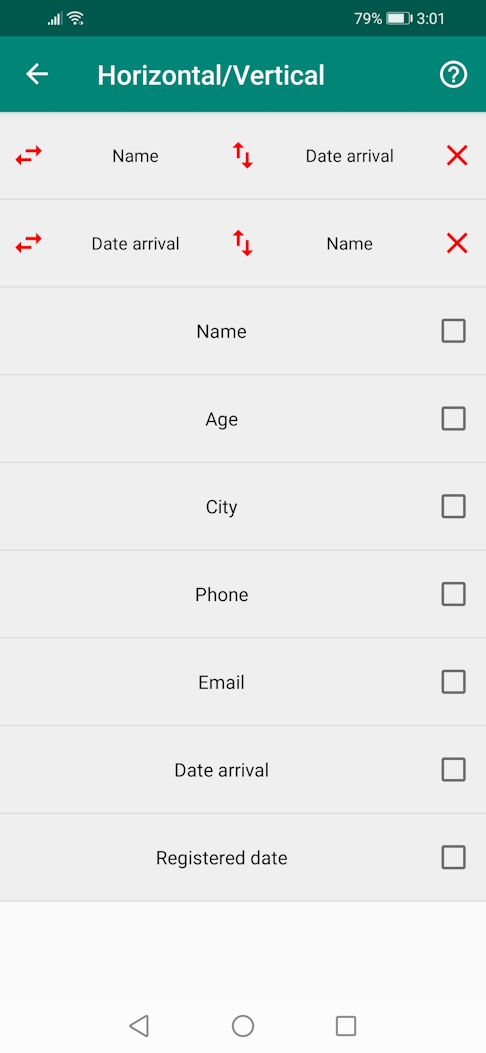 79% 3:01
Horizontal/Vertical
Name Date arrival
Date arrival Name
Name
Age
City
Phone
Email
Date arrival
Registered date